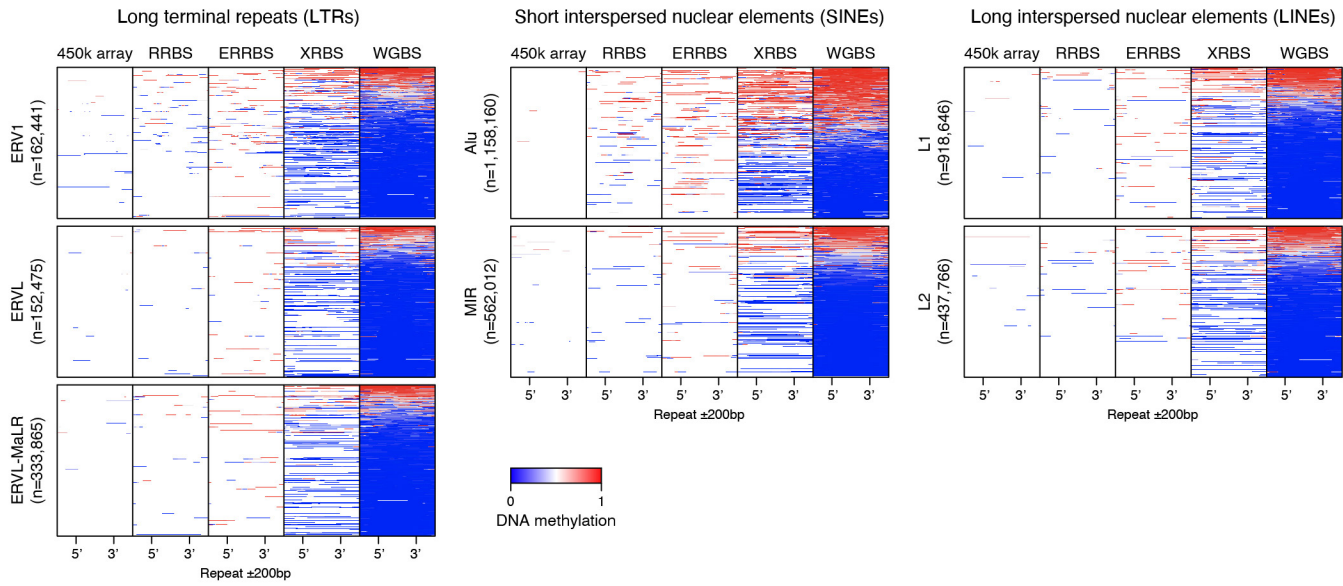 Long terminal repeats (LTRs)
450k array RRBS ERRBS XRBS WGBS
ERV1
(n=162,441)
ERVL
(n=152,475)
ERVL-MaLR
(n=333,865)
5’ 3’ 5’ 3’ 5’ 3’ 5’ 3’ 5’ 3’
Repeat ±200bp
Short interspersed nuclear elements (SINEs)
450k array RRBS ERRBS XRBS WGBS
Alu
(n=1,158,160)
MIR
(n=562,012)
5’ 3’ 5’ 3’ 5’ 3’ 5’ 3’ 5’ 3’
Repeat ±200bp
0 1
DNA methylation
Long interspersed nuclear elements (LINEs)
450k array RRBS ERRBS XRBS WGBS
L1
(n=918,646)
L2
(n=437,766)
5’ 3’ 5’ 3’ 5’ 3’ 5’ 3’ 5’ 3’
Repeat ±200bp